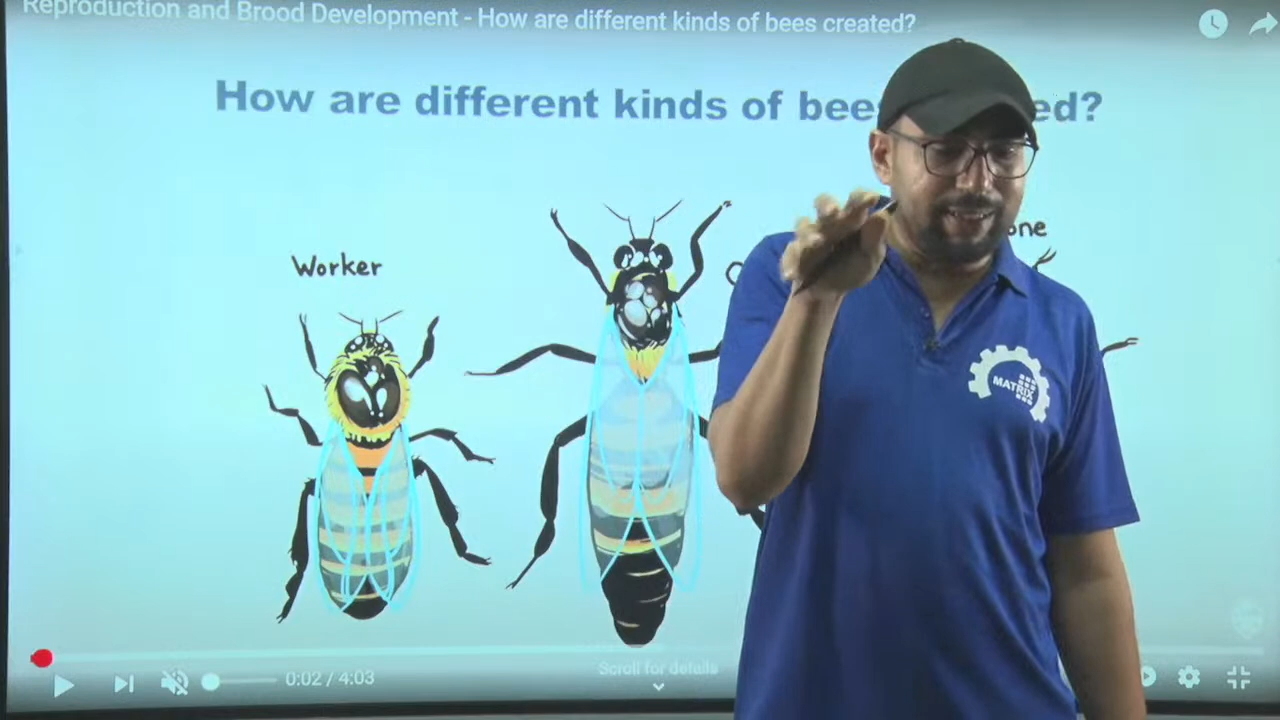 Reproduction and Brood Development - How are different kinds of bees created?
How are different kinds of bee ed?
Worker
one
MATRIX
0:02 / 4:03
Scroll for details